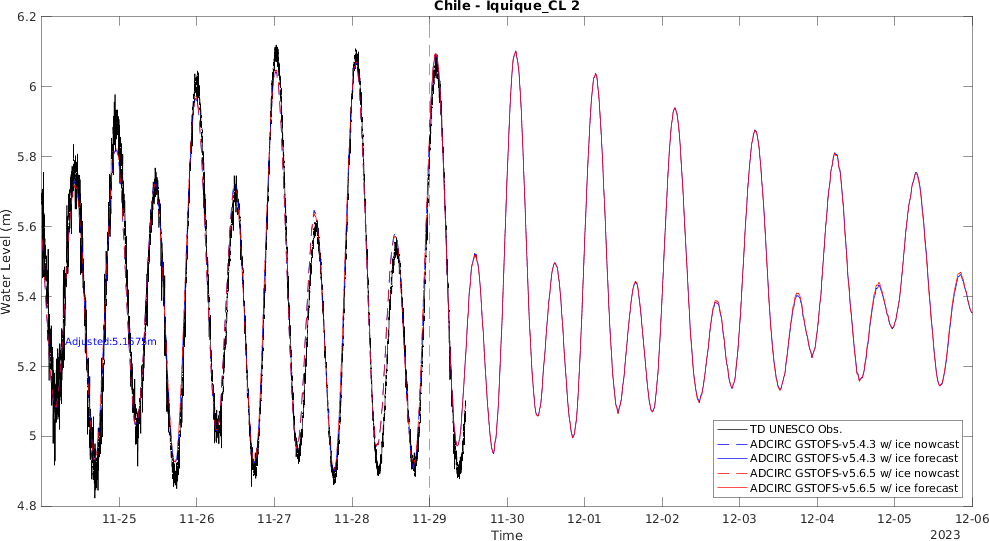 Chile - Iquique_CL 2
6.2
6
5.8
5.6
5.4
5.2
5
4.8
Water Level (m)
Adjusted:5.1679m
TD UNESCO Obs.
ADCIRC GSTOFS-v5.4.3 w/ ice nowcast
ADCIRC GSTOFS-v5.4.3 w/ ice forecast
ADCIRC GSTOFS-v5.6.5 w/ ice nowcast
ADCIRC GSTOFS-v5.6.5 w/ ice forecast
11-25 11-26 11-27 11-28 11-29 11-30 12-01 12-02 12-03 12-04 12-05 12-06
Time
2023